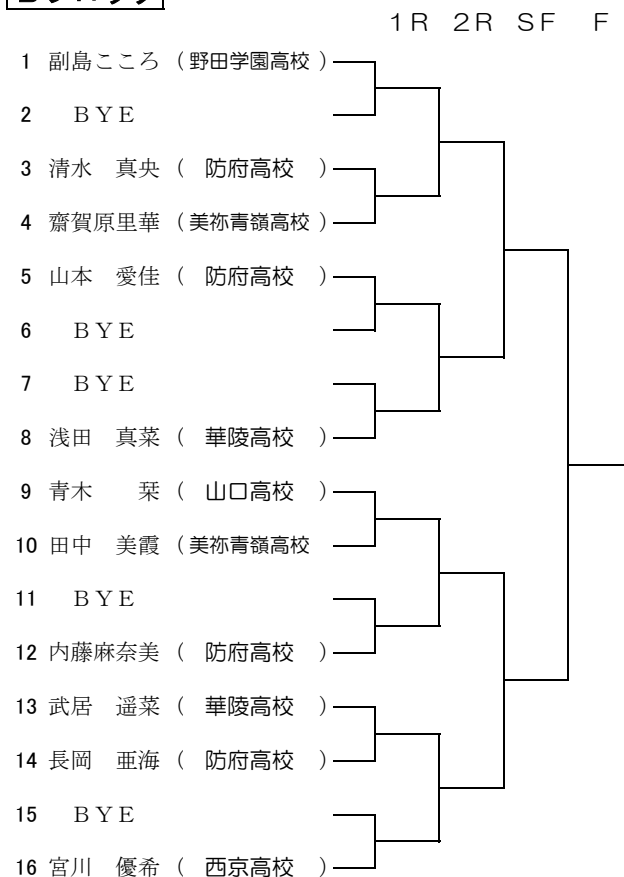 1R 2R SF F
1 副島こころ （野田学園高校 ）
2 BYE
3 清水 真央 （ 防府高校 ）
4 齋賀原里華 （美祢青嶺高校 ）
5 山本 愛佳 （ 防府高校 ）
6 BYE
7 BYE
8 浅田 真菜 （ 華陵高校 ）
9 青木 栞 （ 山口高校 ）
10 田中 美霞 （美祢青嶺高校
11 BYE
12 内藤麻奈美 （ 防府高校 ）
13 武居 遥菜 （ 華陵高校 ）
14 長岡 亜海 （ 防府高校 ）
15 BYE
16 宮川 優希 （ 西京高校 ）